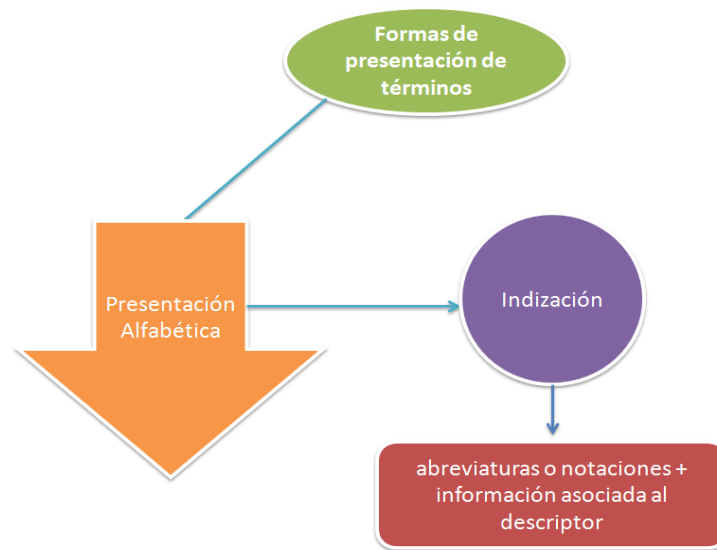 Formas de
presentación de
términos
Presentación
Alfabética
Indización
abreviaturas o notaciones +
información asociada al
descriptor